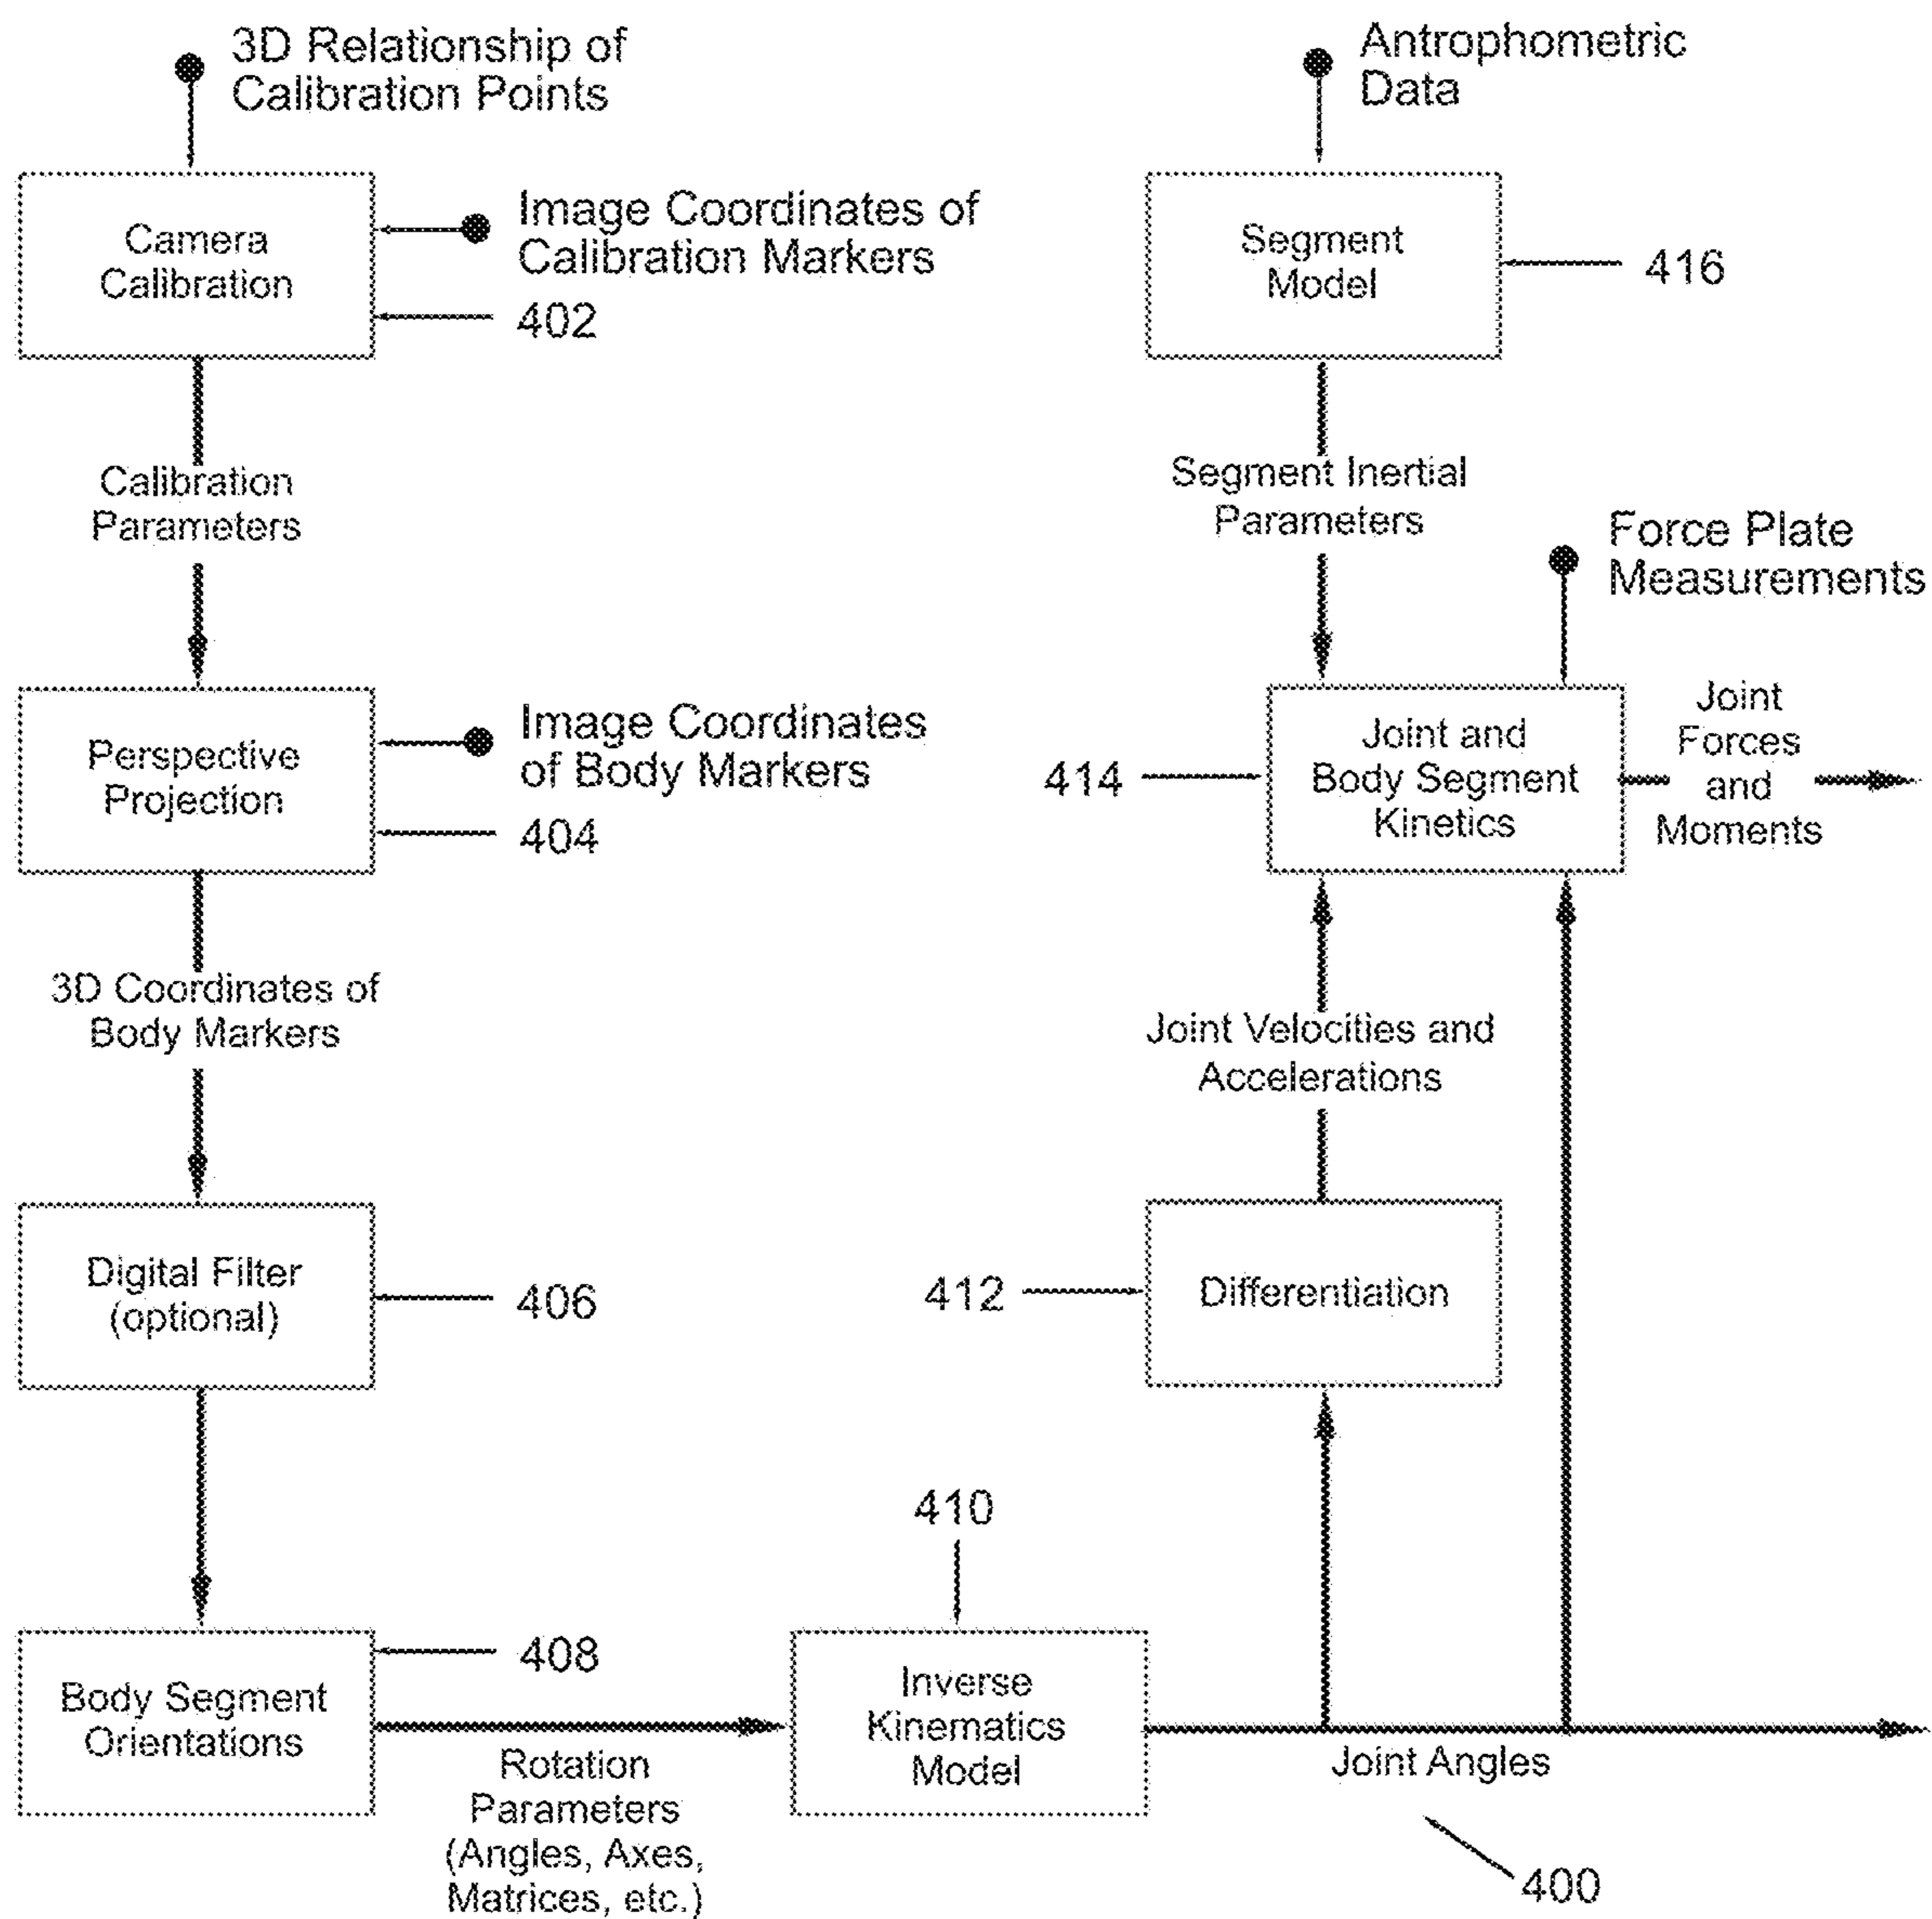 3D Relationship of
Calibration Points
Antrophometric
Data
Camera
Calibration
Image Coordinates of
Calibration Markers
402
Segment
Model
416
Calibration
Parameters
Segment Inertial
Parameters
Force Plate
Measurements
Perspective
Projection
Image Coordinates
of Body Markers
404
414
Joint and
Body Segment
Kinetics
Joint
Forces
and
Moments
3D Coordinates of
Body Markers
Joint Velocities and
Accelerations
Digital Filter
(optional)
406
412
Differentiation
410
408
Body Segment
Orientations
Rotation
Parameters
(Angles, Axes,
Matrices, etc.)
Inverse
Kinematics
Model
Joint Angles
400